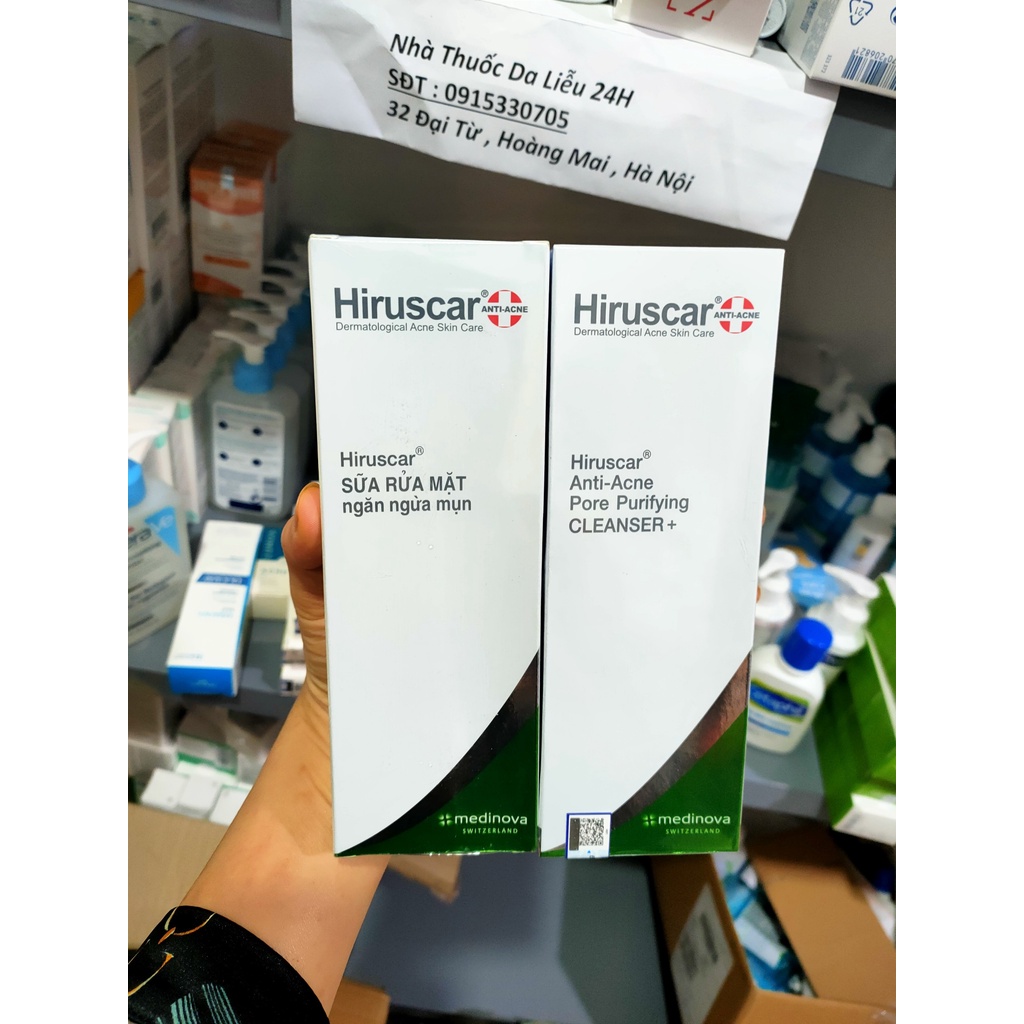 Nhà Thuốc Da Liễu 24H
SĐT : 0915330705
32 Đại Từ , Hoàng Mai , Hà Nội
Hiruscar® ANTI-ACNE
Dermatological Acne Skin Care
Hiruscar®
SỮA RỬA MẶT
ngăn ngừa mụn
medinova
SWITZERLAND
Hiruscar® ANTI-ACNE
Dermatological Acne Skin Care
Hiruscar®
Anti-Acne
Pore Purifying
CLEANSER+
medinova
SWITZERLAND